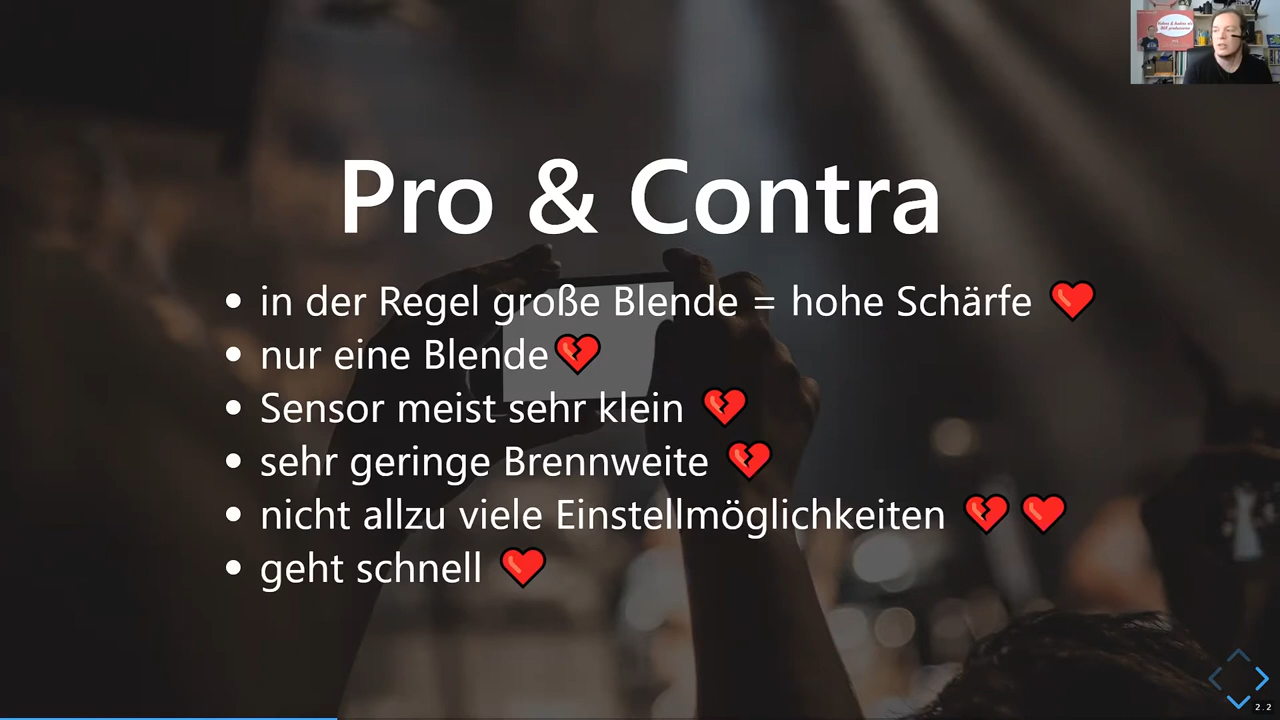 Pro & Contra
in der Regel große Blende = hohe Schärfe ❤️
nur eine Blende 💔
Sensor meist sehr klein 💔
sehr geringe Brennweite 💔
nicht allzu viele Einstellmöglichkeiten 💔 ❤️
geht schnell ❤️
2.2